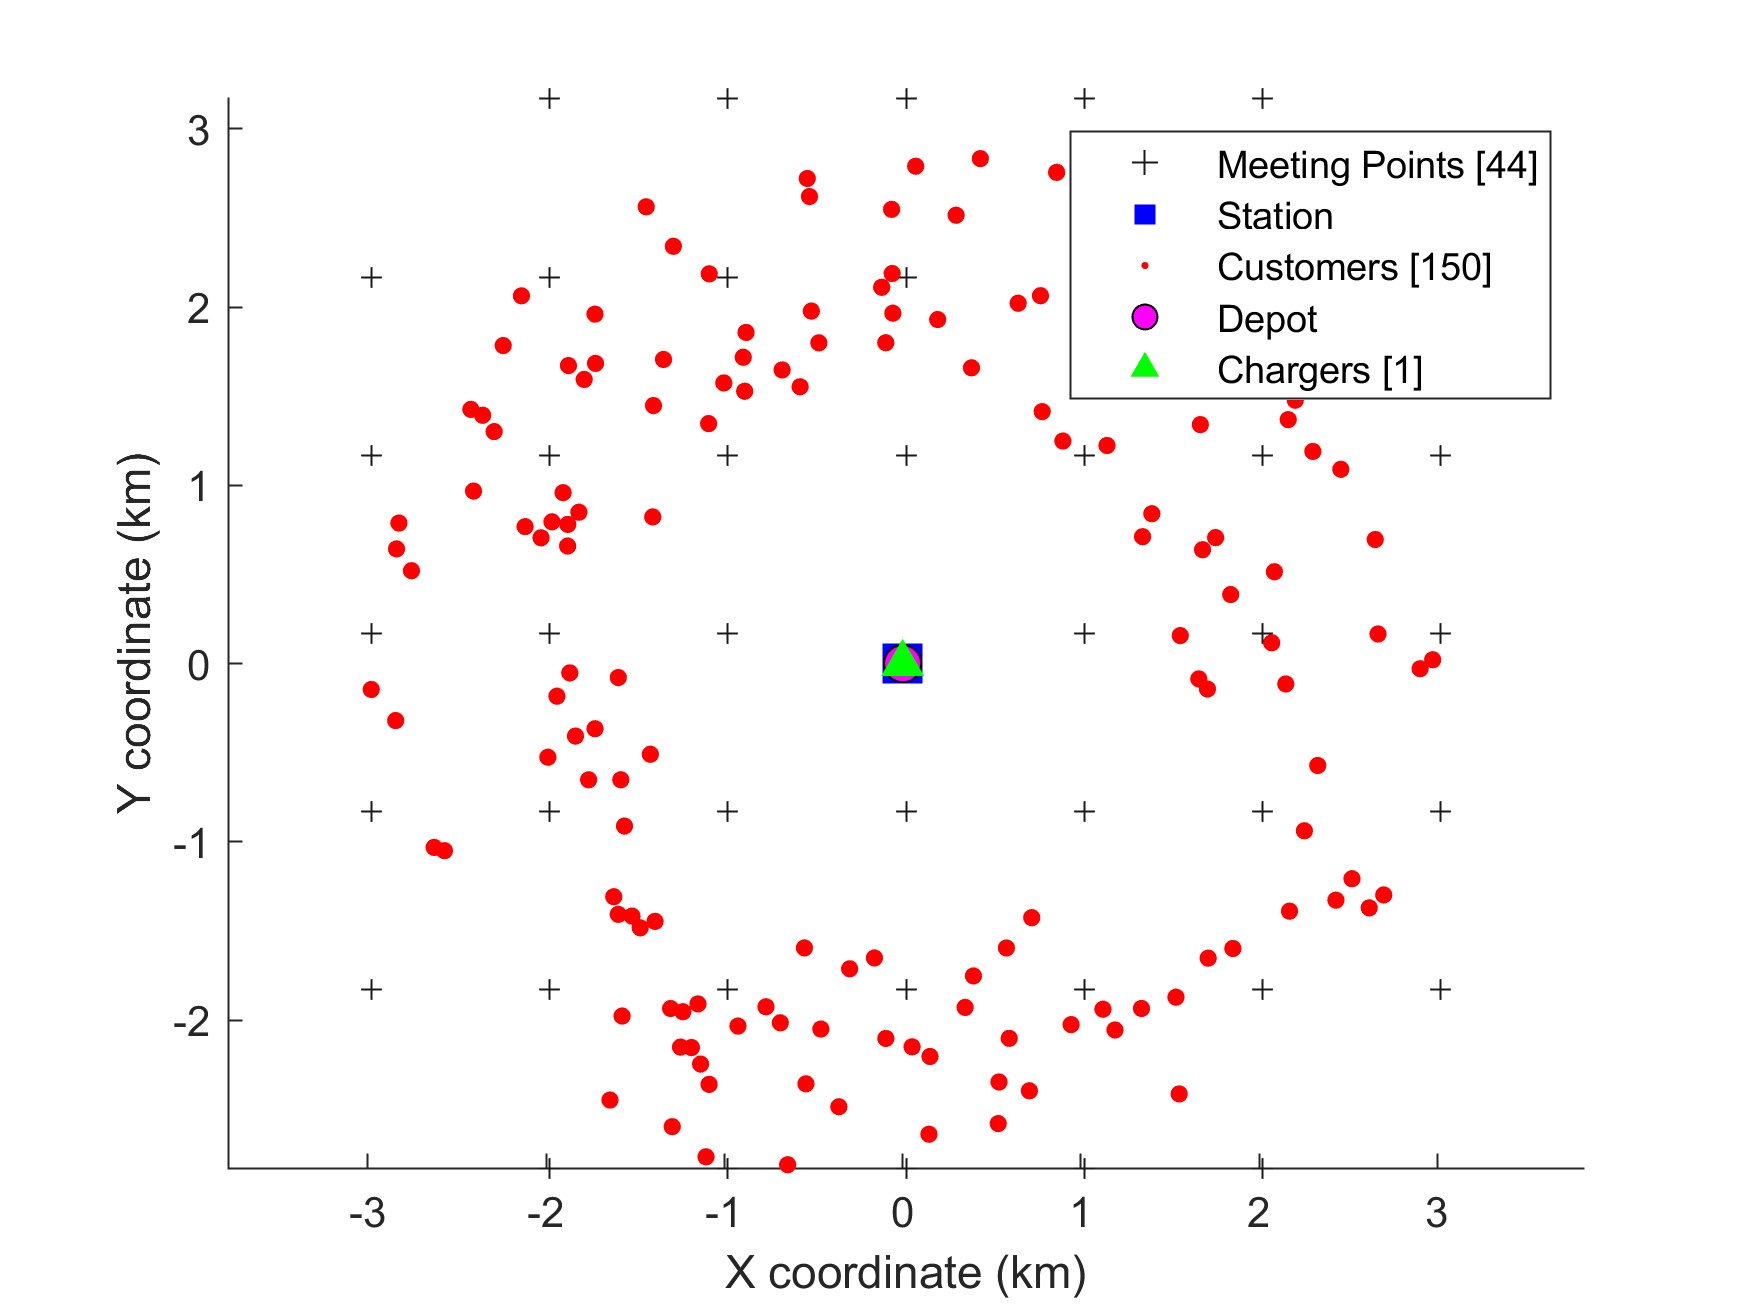 3
2
1
0
-1
-2
Y coordinate (km)
-3
-2
-1
0
1
2
3
X coordinate (km)
Meeting Points [44]
Station
Customers [150]
Depot
Chargers [1]